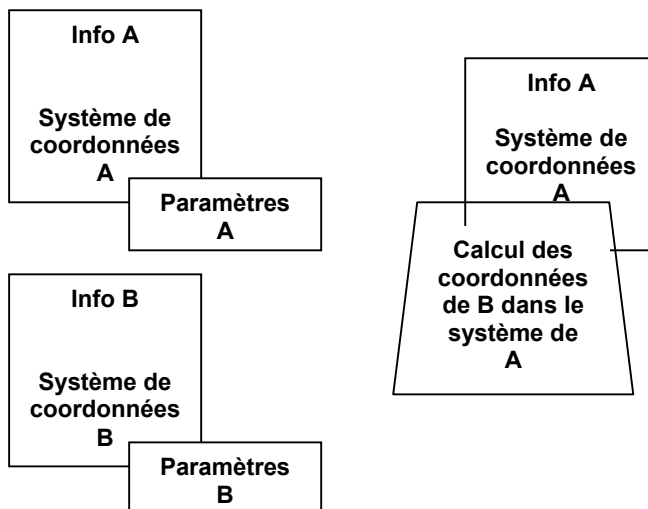 Info A
Système de
coordonnées
A
Paramètres
A
Info B
Système de
coordonnées
B
Paramètres
B
Info A
Système de
coordonnées
A
Calcul des
coordonnées
de B dans le
système de
A